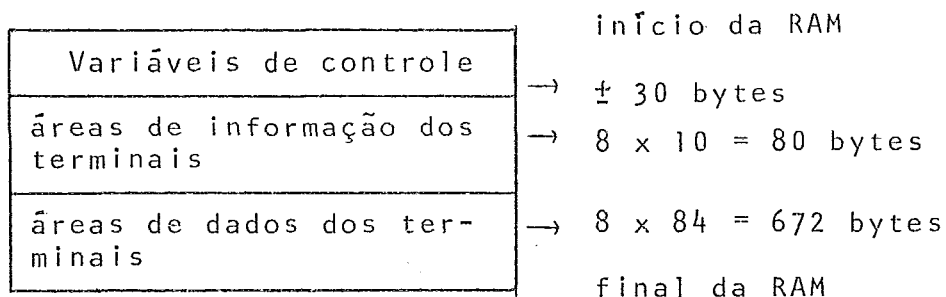 início da RAM
Variáveis de controle
→ ± 30 bytes
áreas de informação dos
terminais
→ 8 x 10 = 80 bytes
áreas de dados dos ter-
minais
→ 8 x 84 = 672 bytes
final da RAM